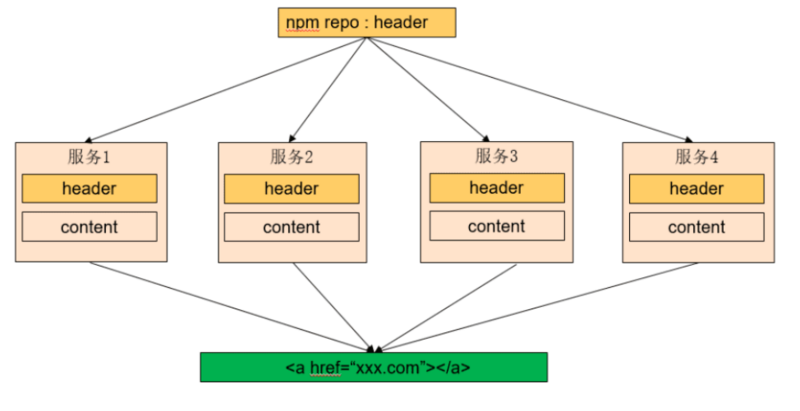 npm repo : header
服务1
服务2
服务3
服务4
header
header
header
header
content
content
content
content
<a href=“xxx.com”></a>